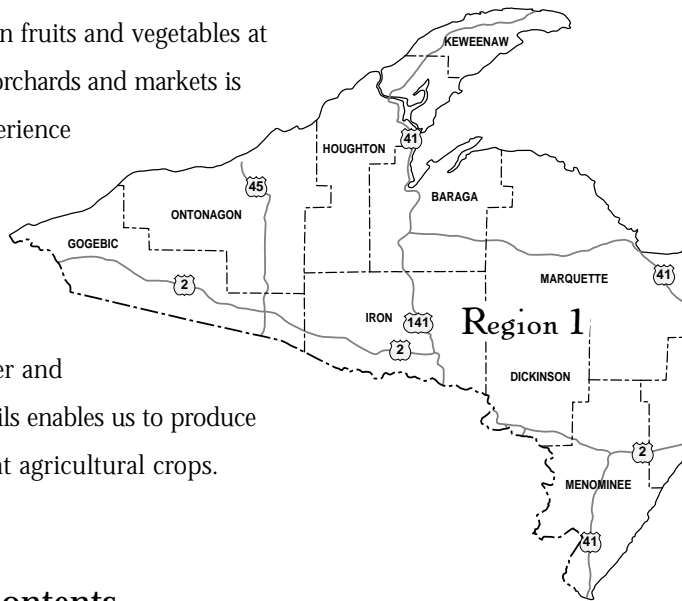 n fruits and vegetables at
orchards and markets is
erience
er and
ils enables us to produce
nt agricultural crops.
ontents
KEWEENAW
HOUGHTON
41
45
BARAGA
ONTONAGON
GOGEBIC
2
MARQUETTE
41
IRON
141
Region 1
2
DICKINSON
2
MENOMINEE
41